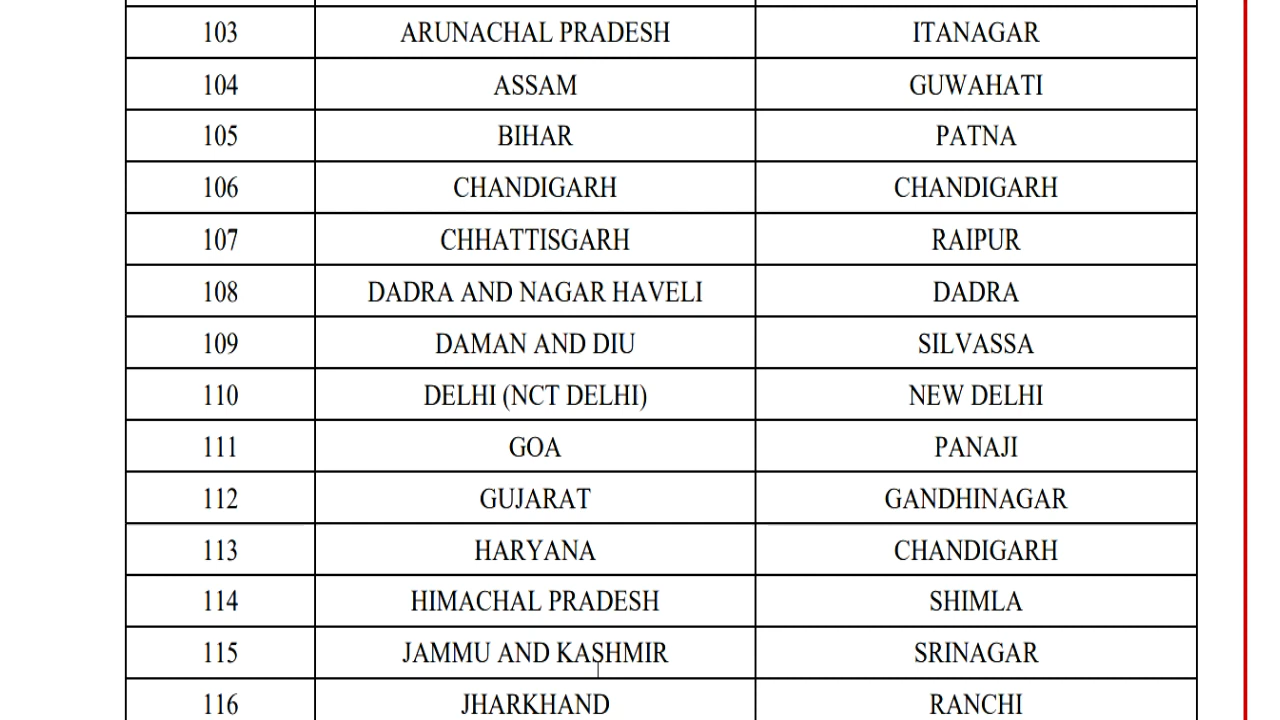 103 ARUNACHAL PRADESH ITANAGAR
104 ASSAM GUWAHATI
105 BIHAR PATNA
106 CHANDIGARH CHANDIGARH
107 CHHATTISGARH RAIPUR
108 DADRA AND NAGAR HAVELI DADRA
109 DAMAN AND DIU SILVASSA
110 DELHI (NCT DELHI) NEW DELHI
111 GOA PANAJI
112 GUJARAT GANDHINAGAR
113 HARYANA CHANDIGARH
114 HIMACHAL PRADESH SHIMLA
115 JAMMU AND KASHMIR SRINAGAR
116 JHARKHAND RANCHI